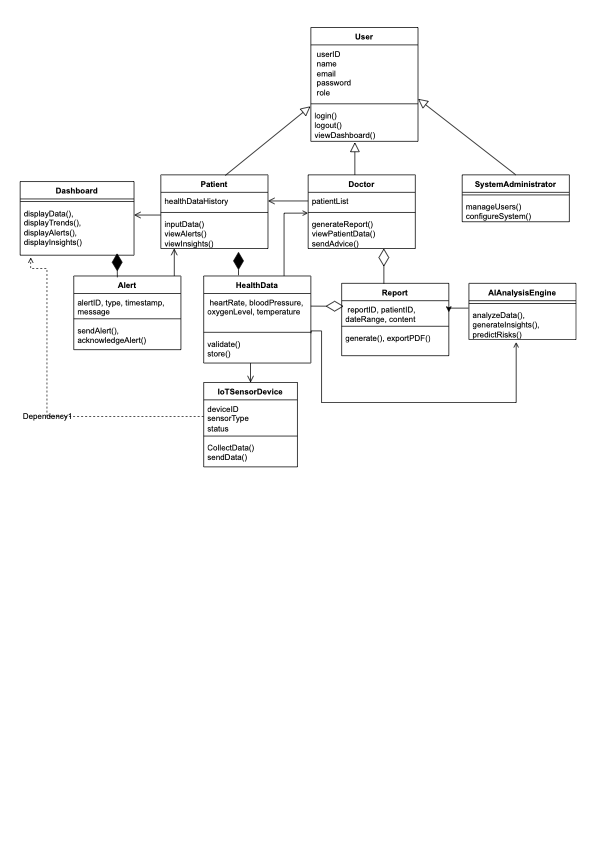 User
userID
name
email
password
role
login()
logout()
viewDashboard()
Dashboard
displayData(),
displayTrends(),
displayAlerts(),
displayInsights()
Patient
healthDataHistory
inputData()
viewAlerts()
viewInsights()
Doctor
patientList
generateReport()
viewPatientData()
sendAdvice()
SystemAdministrator
manageUsers()
configureSystem()
Alert
alertID, type, timestamp,
message
sendAlert(),
acknowledgeAlert()
HealthData
heartRate, bloodPressure,
oxygenLevel, temperature
validate()
store()
Report
reportID, patientID,
dateRange, content
generate(), exportPDF()
AIAnalysisEngine
analyzeData(),
generateInsights(),
predictRisks()
IoTSensorDevice
deviceID
sensorType
status
CollectData()
sendData()
Dependency1